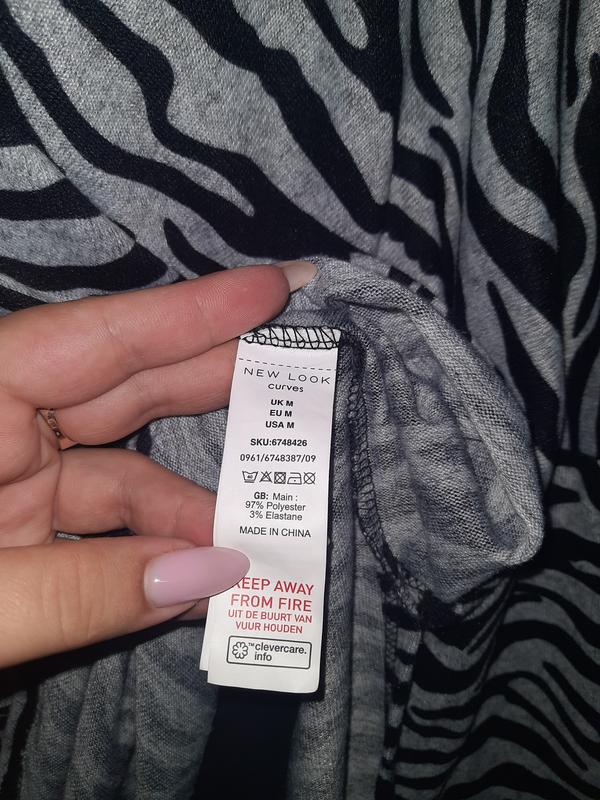 NEW LOOK
curves
UK M
EU M
USA M
SKU:6748426
0961/6748387/09
GB: Main :
97% Polyester
3% Elastane
MADE IN CHINA
KEEP AWAY
FROM FIRE
UIT DE BUURT VAN
VUUR HOUDEN
™clevercare.
info